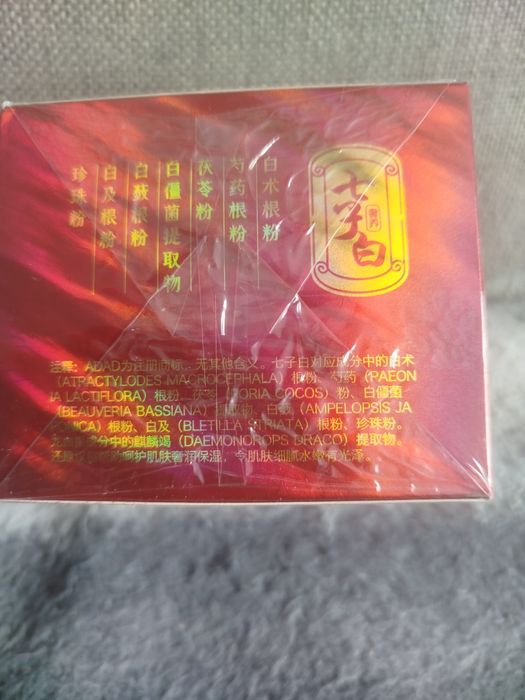 七子白
奢养
白术根粉
芍药根粉
茯苓粉
白僵菌提取物
白蔹根粉
白及根粉
珍珠粉
注释：ADAD为注册商标，无其他含义。七子白对应成分中的白术
（ATRACTYLODES MACROCEPHALA）根粉、芍药（PAEON
IA LACTIFLORA）根粉、茯苓（PORIA COCOS）粉、白僵菌
（BEAUVERIA BASSIANA）提取物、白蔹（AMPELOPSIS JA
PONICA）根粉、白及（BLETILLA STRIATA）根粉、珍珠粉。
成分中的麒麟竭（DAEMONOROPS DRACO）提取物。
呵护肌肤奢润保湿，令肌肤细腻水嫩有光泽。